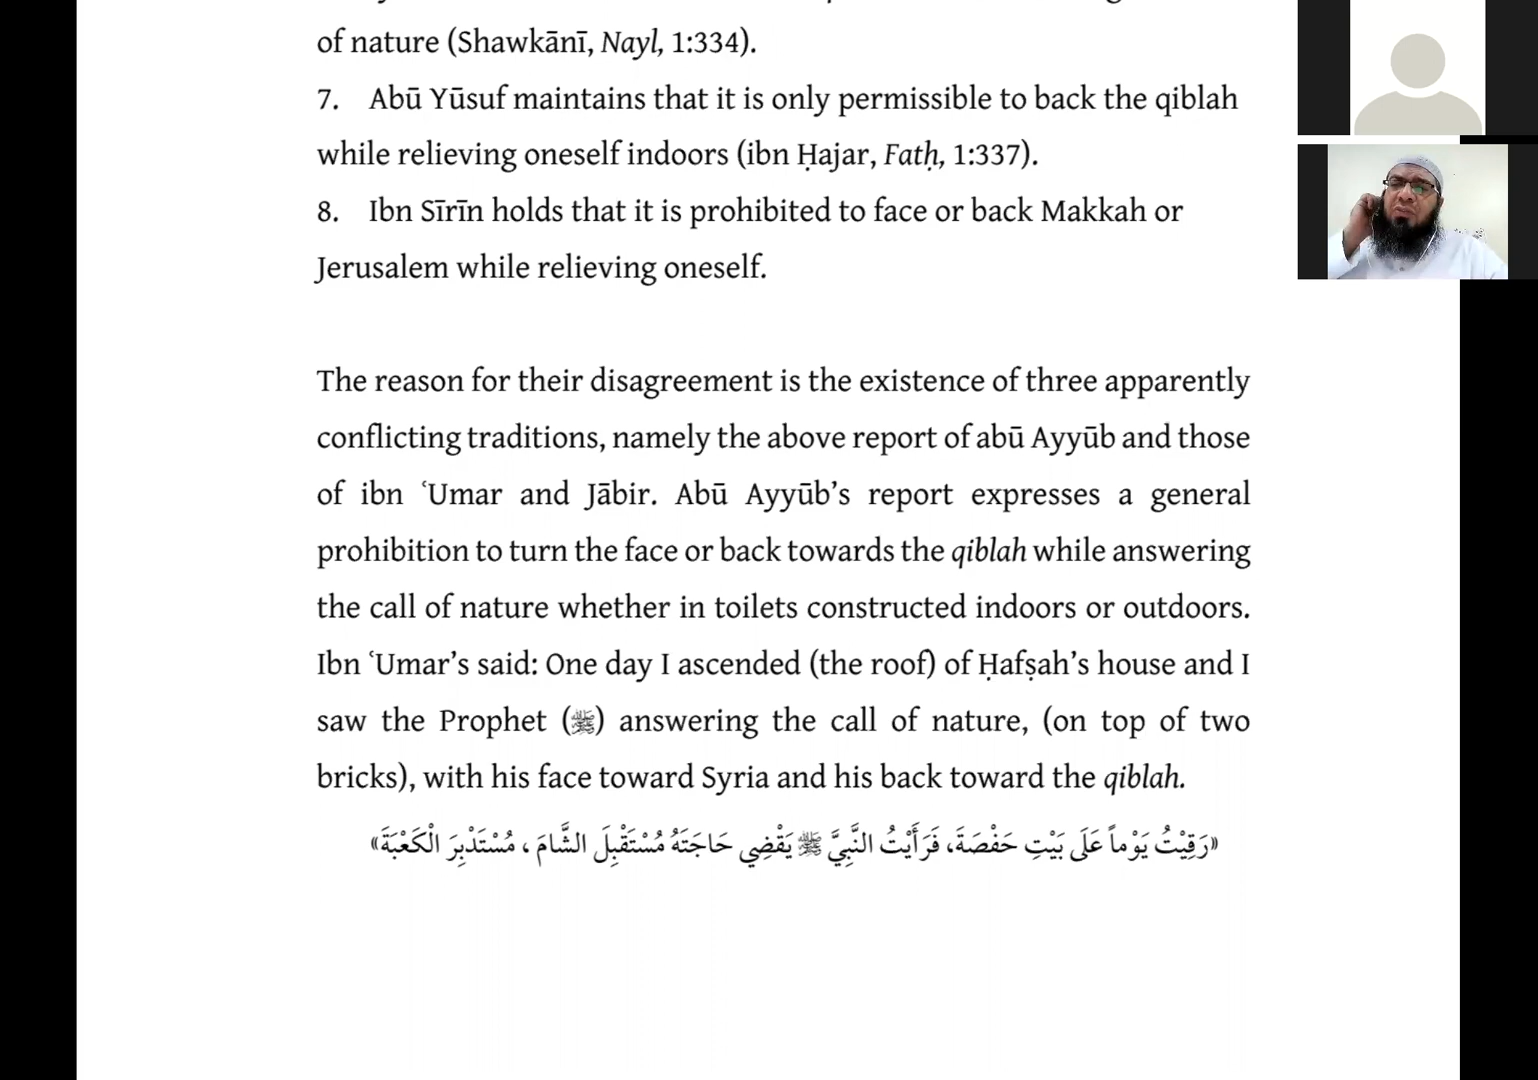 of nature (Shawkānī, Nayl, 1:334).
7. Abū Yūsuf maintains that it is only permissible to back the qiblah
while relieving oneself indoors (ibn Ḥajar, Fatḥ, 1:337).
8. Ibn Sīrīn holds that it is prohibited to face or back Makkah or
Jerusalem while relieving oneself.
The reason for their disagreement is the existence of three apparently
conflicting traditions, namely the above report of abū Ayyūb and those
of ibn ʿUmar and Jābir. Abū Ayyūb’s report expresses a general
prohibition to turn the face or back towards the qiblah while answering
the call of nature whether in toilets constructed indoors or outdoors.
Ibn ʿUmar’s said: One day I ascended (the roof) of Ḥafṣah’s house and I
saw the Prophet (ﷺ) answering the call of nature, (on top of two
bricks), with his face toward Syria and his back toward the qiblah.
«رَقِيْتُ يَوْماً عَلَى بَيْتِ حَفْصَةَ، فَرَأَيْتُ النَّبِيَّ ﷺ يَقْضِي حَاجَتَهُ مُسْتَقْبِلَ الشَّامَ ، مُسْتَدْبِرَ الْكَعْبَةَ»